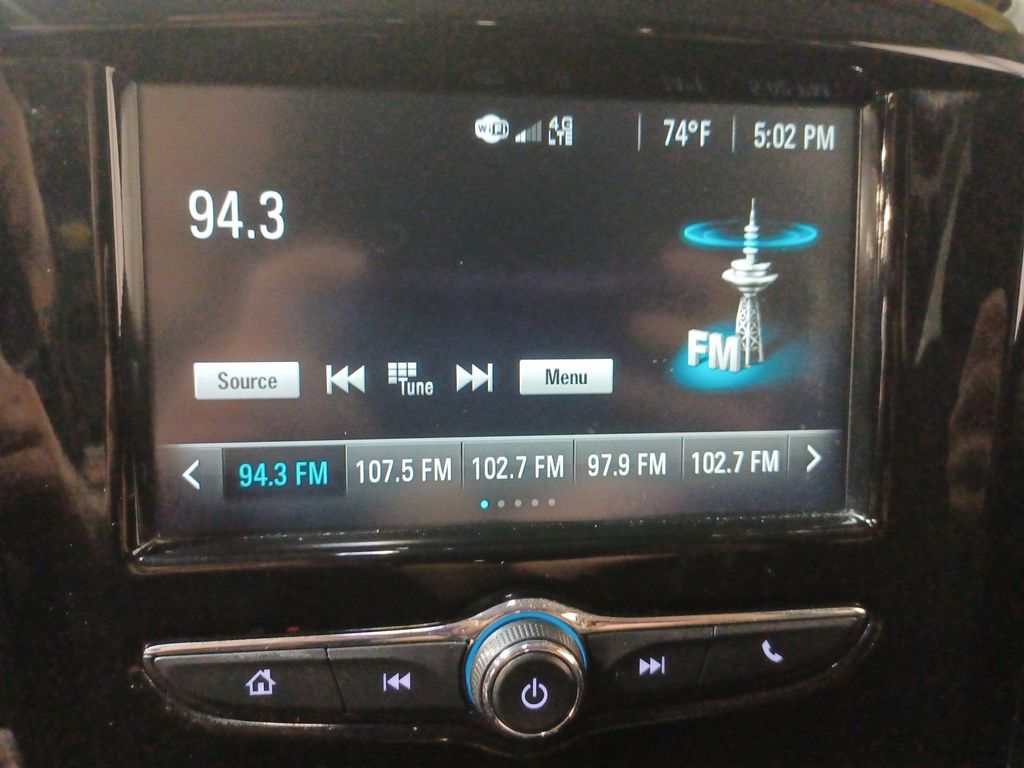 WiFi 4G LTE 74°F 5:02 PM
94.3
FM
Source Tune Menu
94.3 FM 107.5 FM 102.7 FM 97.9 FM 102.7 FM